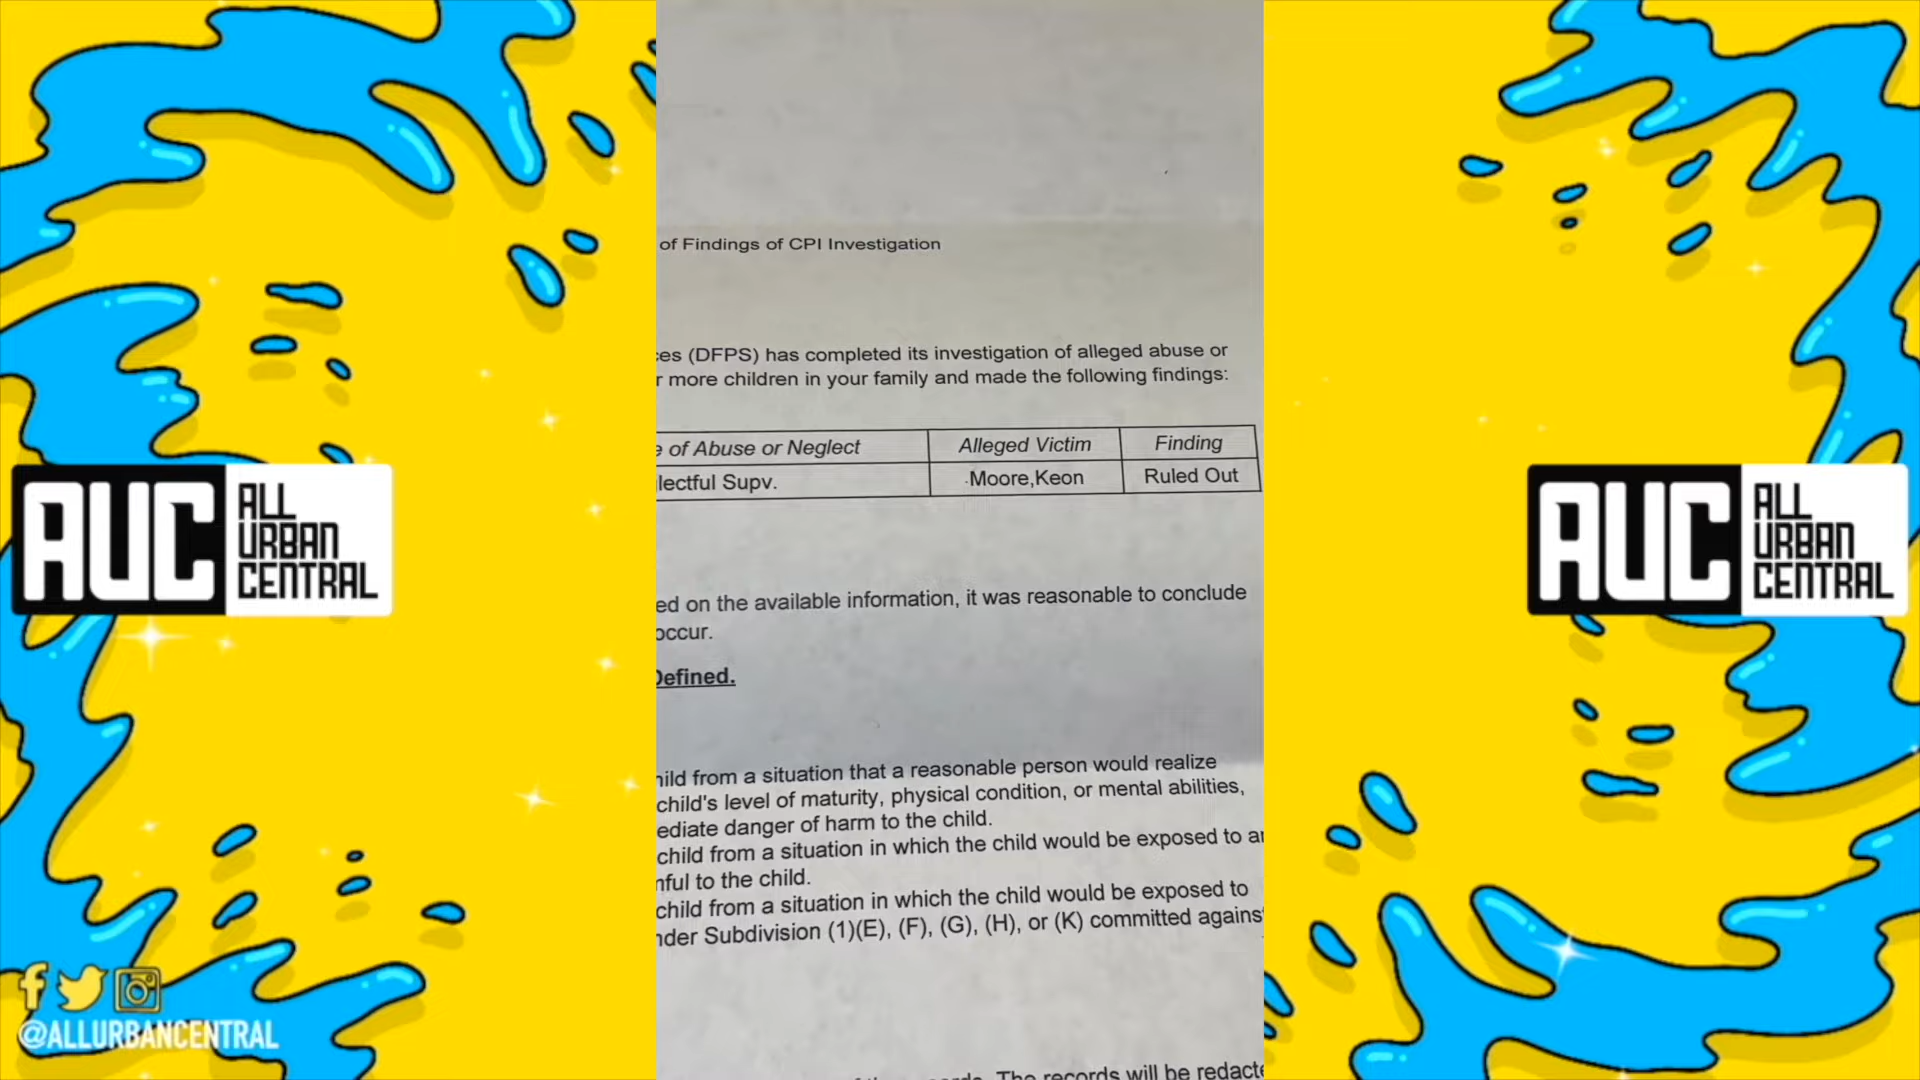 of Findings of CPI Investigation
es (DFPS) has completed its investigation of alleged abuse or
r more children in your family and made the following findings:
e of Abuse or Neglect Alleged Victim Finding
lectful Supv. Moore,Keon Ruled Out
ed on the available information, it was reasonable to conclude
occur.
Defined.
hild from a situation that a reasonable person would realize
child's level of maturity, physical condition, or mental abilities,
ediate danger of harm to the child.
child from a situation in which the child would be exposed to a
nful to the child.
child from a situation in which the child would be exposed to
nder Subdivision (1)(E), (F), (G), (H), or (K) committed agains
The records will be redacte
AUC ALL
URBAN
CENTRAL
AUC ALL
URBAN
CENTRAL
@ALLURBANCENTRAL